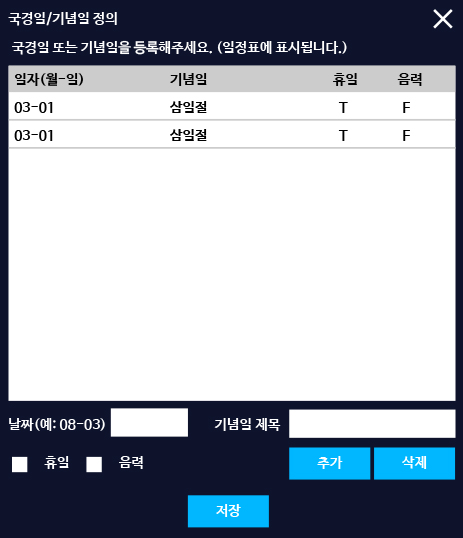 국경일/기념일 정의
국경일 또는 기념일을 등록해주세요. (일정표에 표시됩니다.)
일자(월-일) 기념일 휴일 음력
03-01 삼일절 T F
03-01 삼일절 T F
날짜(예: 08-03) 기념일 제목
휴일 음력 추가 삭제
저장